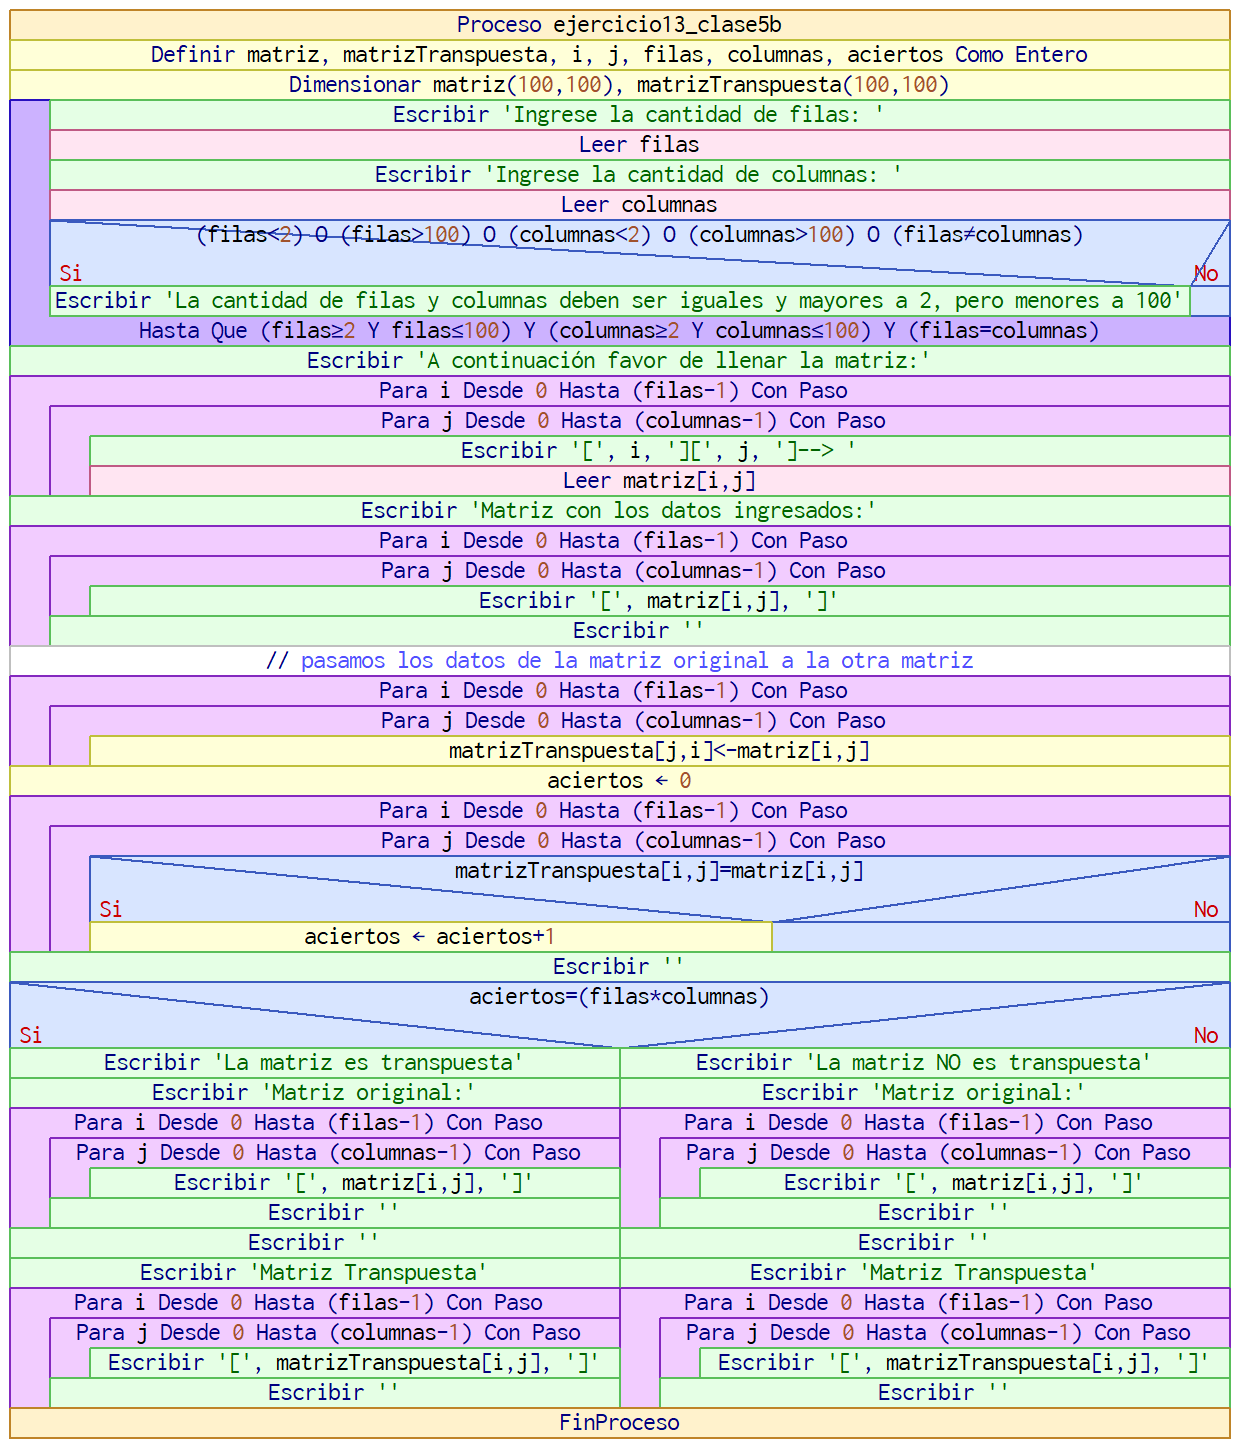 Proceso ejercicio13_clase5b
Definir matriz, matrizTranspuesta, i, j, filas, columnas, aciertos Como Entero
Dimensionar matriz(100,100), matrizTranspuesta(100,100)
Escribir 'Ingrese la cantidad de filas: '
Leer filas
Escribir 'Ingrese la cantidad de columnas: '
Leer columnas
(filas<2) O (filas>100) O (columnas<2) O (columnas>100) O (filas≠columnas)
Si No
Escribir 'La cantidad de filas y columnas deben ser iguales y mayores a 2, pero menores a 100'
Hasta Que (filas≥2 Y filas≤100) Y (columnas≥2 Y columnas≤100) Y (filas=columnas)
Escribir 'A continuación favor de llenar la matriz:'
Para i Desde 0 Hasta (filas-1) Con Paso
Para j Desde 0 Hasta (columnas-1) Con Paso
Escribir '[', i, '][', j, ']--> '
Leer matriz[i,j]
Escribir 'Matriz con los datos ingresados:'
Para i Desde 0 Hasta (filas-1) Con Paso
Para j Desde 0 Hasta (columnas-1) Con Paso
Escribir '[', matriz[i,j], ']'
Escribir ''
// pasamos los datos de la matriz original a la otra matriz
Para i Desde 0 Hasta (filas-1) Con Paso
Para j Desde 0 Hasta (columnas-1) Con Paso
matrizTranspuesta[j,i]<-matriz[i,j]
aciertos ← 0
Para i Desde 0 Hasta (filas-1) Con Paso
Para j Desde 0 Hasta (columnas-1) Con Paso
matrizTranspuesta[i,j]=matriz[i,j]
Si No
aciertos ← aciertos+1
Escribir ''
aciertos=(filas*columnas)
Si No
Escribir 'La matriz es transpuesta'
Escribir 'Matriz original:'
Para i Desde 0 Hasta (filas-1) Con Paso
Para j Desde 0 Hasta (columnas-1) Con Paso
Escribir '[', matriz[i,j], ']'
Escribir ''
Escribir ''
Escribir 'Matriz Transpuesta'
Para i Desde 0 Hasta (filas-1) Con Paso
Para j Desde 0 Hasta (columnas-1) Con Paso
Escribir '[', matrizTranspuesta[i,j], ']'
Escribir ''
Escribir 'La matriz NO es transpuesta'
Escribir 'Matriz original:'
Para i Desde 0 Hasta (filas-1) Con Paso
Para j Desde 0 Hasta (columnas-1) Con Paso
Escribir '[', matriz[i,j], ']'
Escribir ''
Escribir ''
Escribir 'Matriz Transpuesta'
Para i Desde 0 Hasta (filas-1) Con Paso
Para j Desde 0 Hasta (columnas-1) Con Paso
Escribir '[', matrizTranspuesta[i,j], ']'
Escribir ''
FinProceso